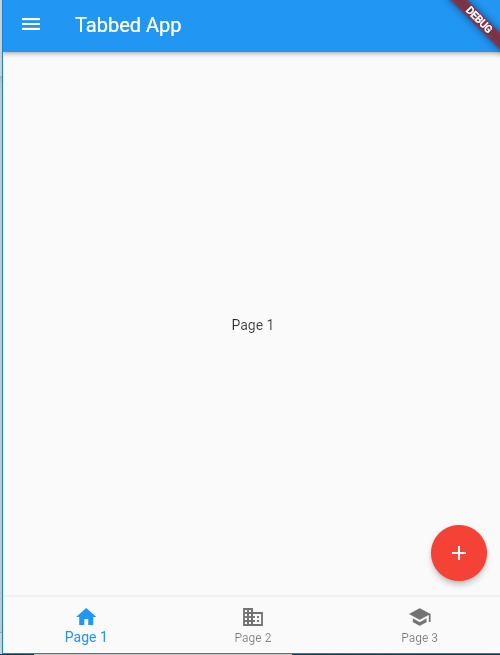 Tabbed App
DEBUG
Page 1
Page 1
Page 2
Page 3